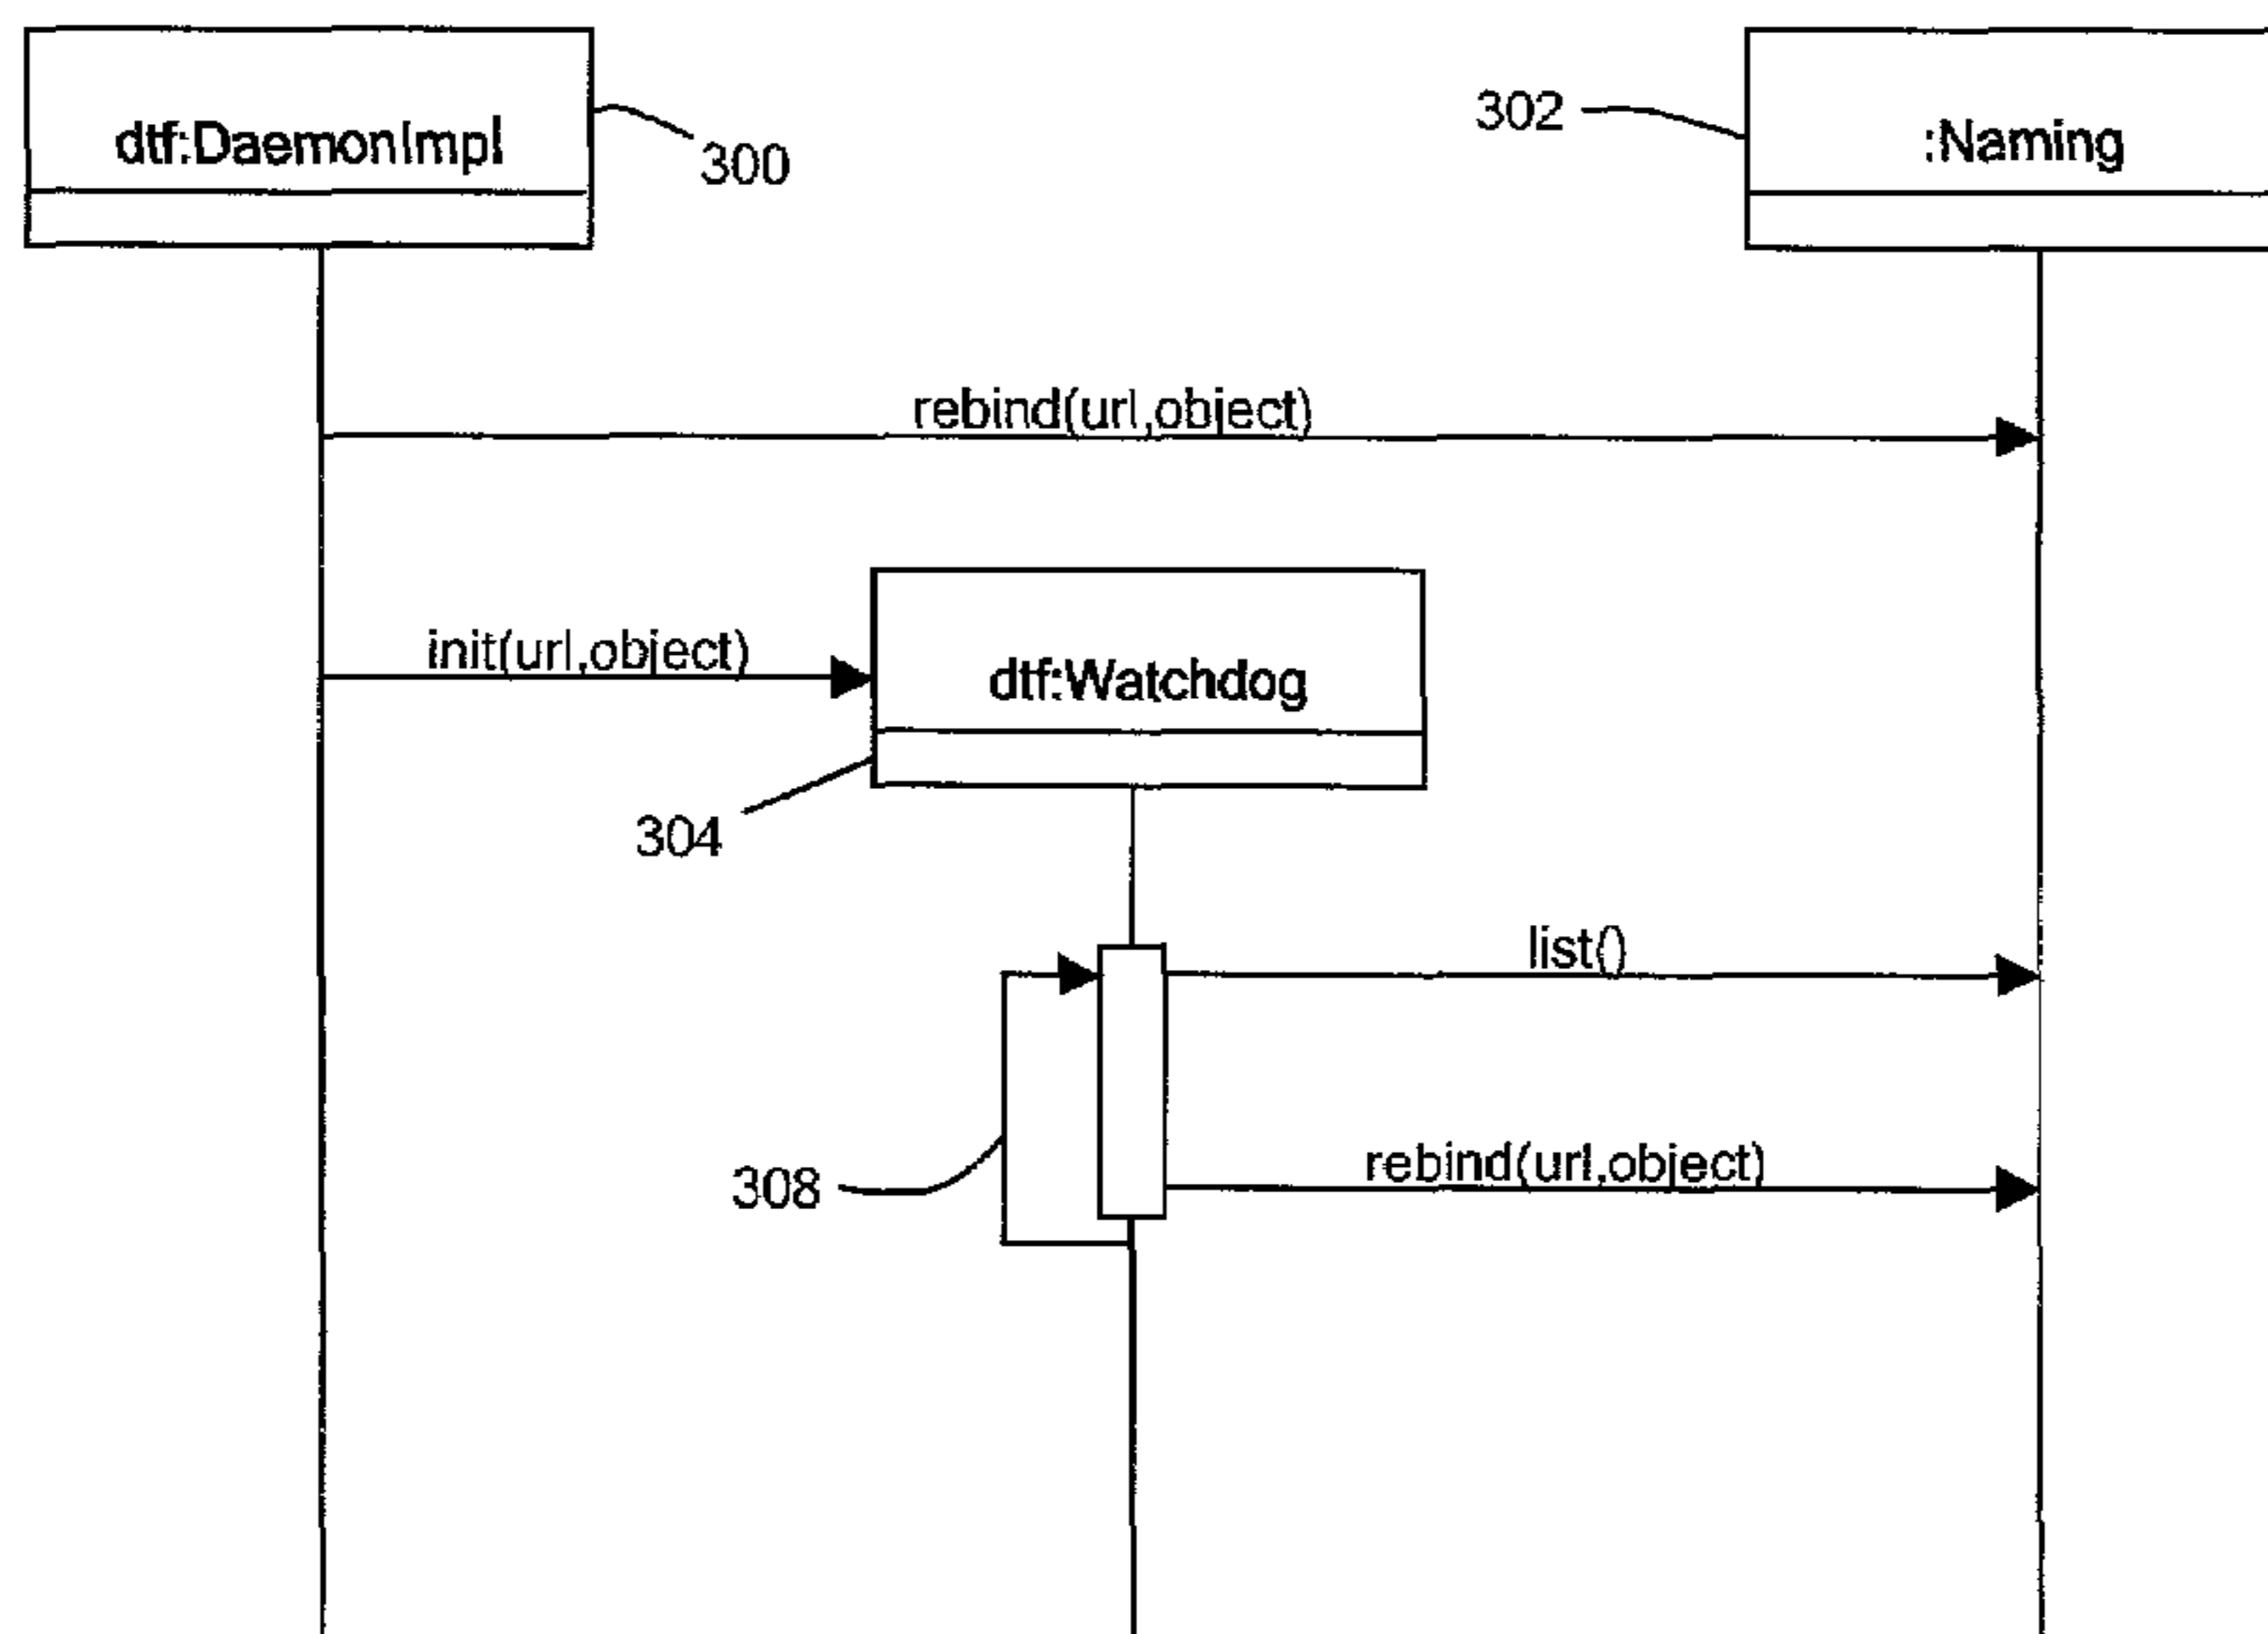 dtf:DaemonImpl
300
302
:Naming
rebind(url,object)
init(url,object)
dtf:Watchdog
304
list()
308
rebind(url,object)